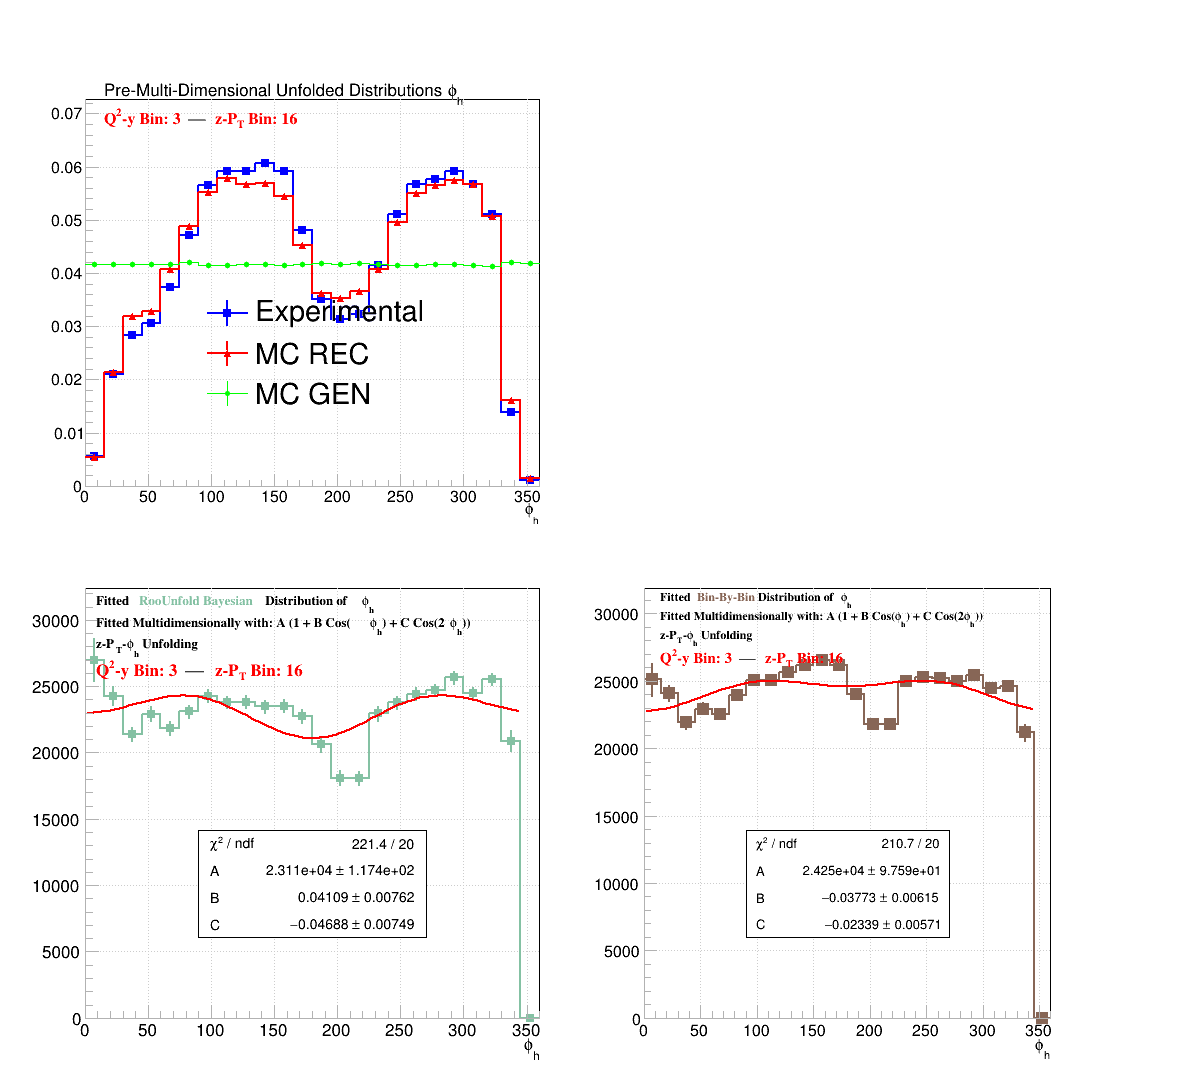 Pre-Multi-Dimensional Unfolded Distributions ϕh
Q²-y Bin: 3 — z-PT Bin: 16
0.07
0.06
0.05
0.04
0.03
0.02
0.01
0
Experimental
MC REC
MC GEN
0 50 100 150 200 250 300 350
ϕh
Fitted RooUnfold Bayesian Distribution of ϕh
Fitted Multidimensionally with: A (1 + B Cos( ϕh) + C Cos(2 ϕh))
z-PT-ϕh Unfolding
Q²-y Bin: 3 — z-PT Bin: 16
30000
25000
20000
15000
10000
5000
0
χ² / ndf 221.4 / 20
A 2.311e+04 ± 1.174e+02
B 0.04109 ± 0.00762
C −0.04688 ± 0.00749
0 50 100 150 200 250 300 350
ϕh
Fitted Bin-By-Bin Distribution of ϕh
Fitted Multidimensionally with: A (1 + B Cos(ϕh) + C Cos(2ϕh))
z-PT-ϕh Unfolding
Q²-y Bin: 3 — z-PT Bin: 16
30000
25000
20000
15000
10000
5000
0
χ² / ndf 210.7 / 20
A 2.425e+04 ± 9.759e+01
B −0.03773 ± 0.00615
C −0.02339 ± 0.00571
0 50 100 150 200 250 300 350
ϕh